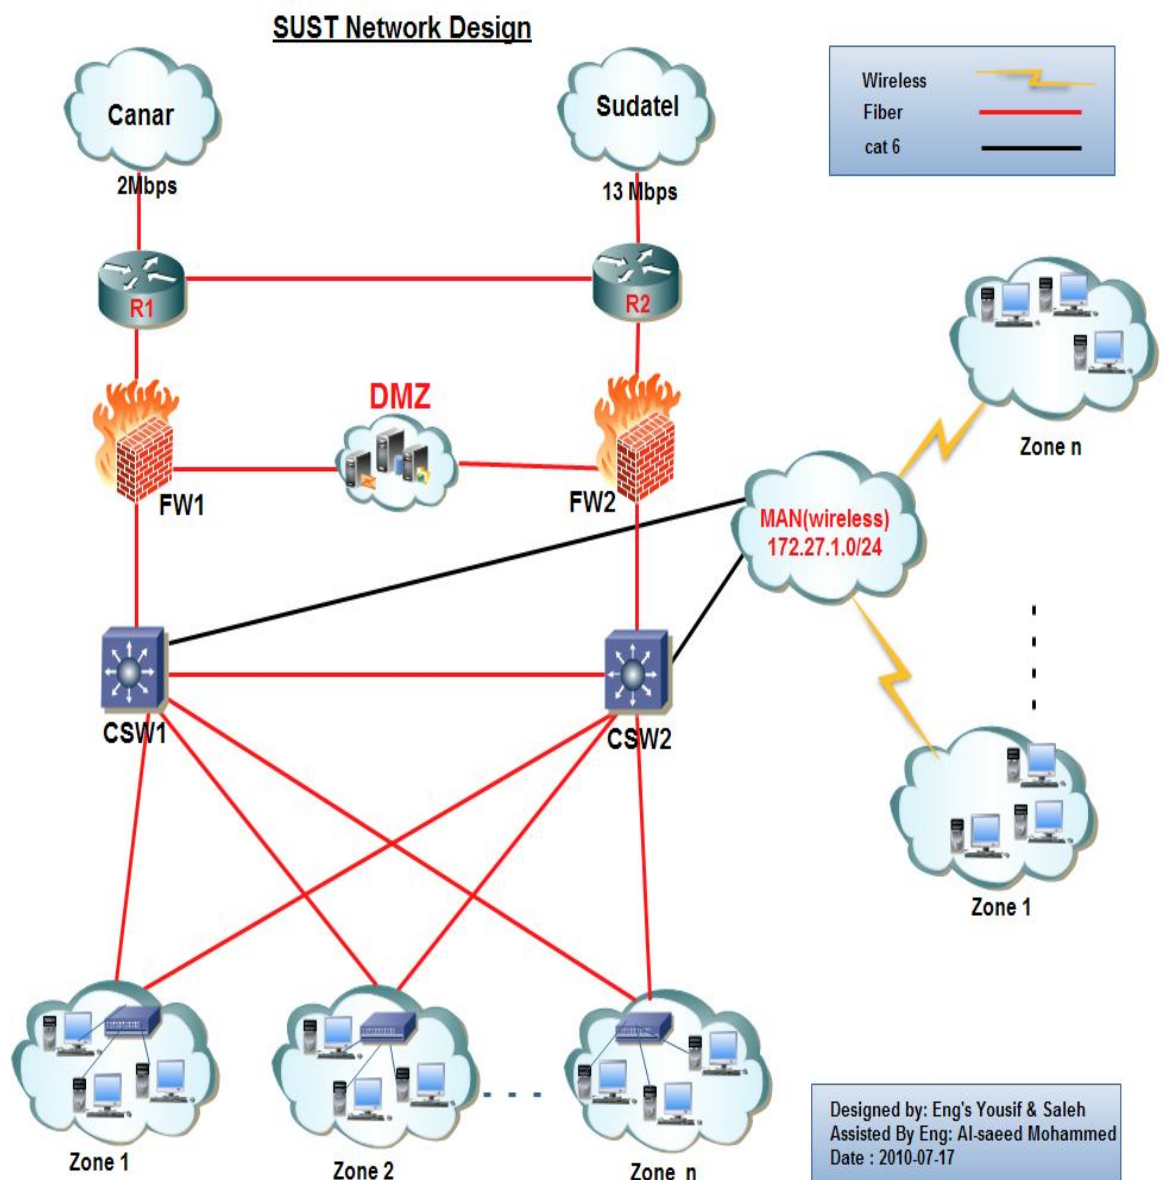 SUST Network Design
Canar
2Mbps
Sudatel
13 Mbps
Wireless
Fiber
cat 6
R1
R2
DMZ
FW1
FW2
MAN(wireless)
172.27.1.0/24
Zone n
CSW1
CSW2
Zone 1
Zone 1
Zone 2
Zone n
Designed by: Eng's Yousif & Saleh
Assisted By Eng: Al-saeed Mohammed
Date : 2010-07-17